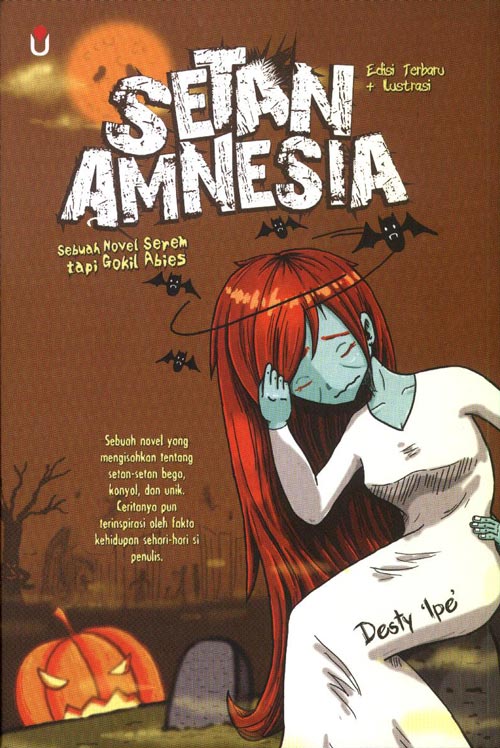 Edisi Terbaru
+ Ilustrasi
SETAN
AMNESIA
Sebuah Novel Serem
tapi Gokil Abies
Sebuah novel yang
mengisahkan tentang
setan-setan bego,
konyol, dan unik.
Ceritanya pun
terinspirasi oleh fakta
kehidupan sehari-hari si
penulis.
Desty 'Ipe'